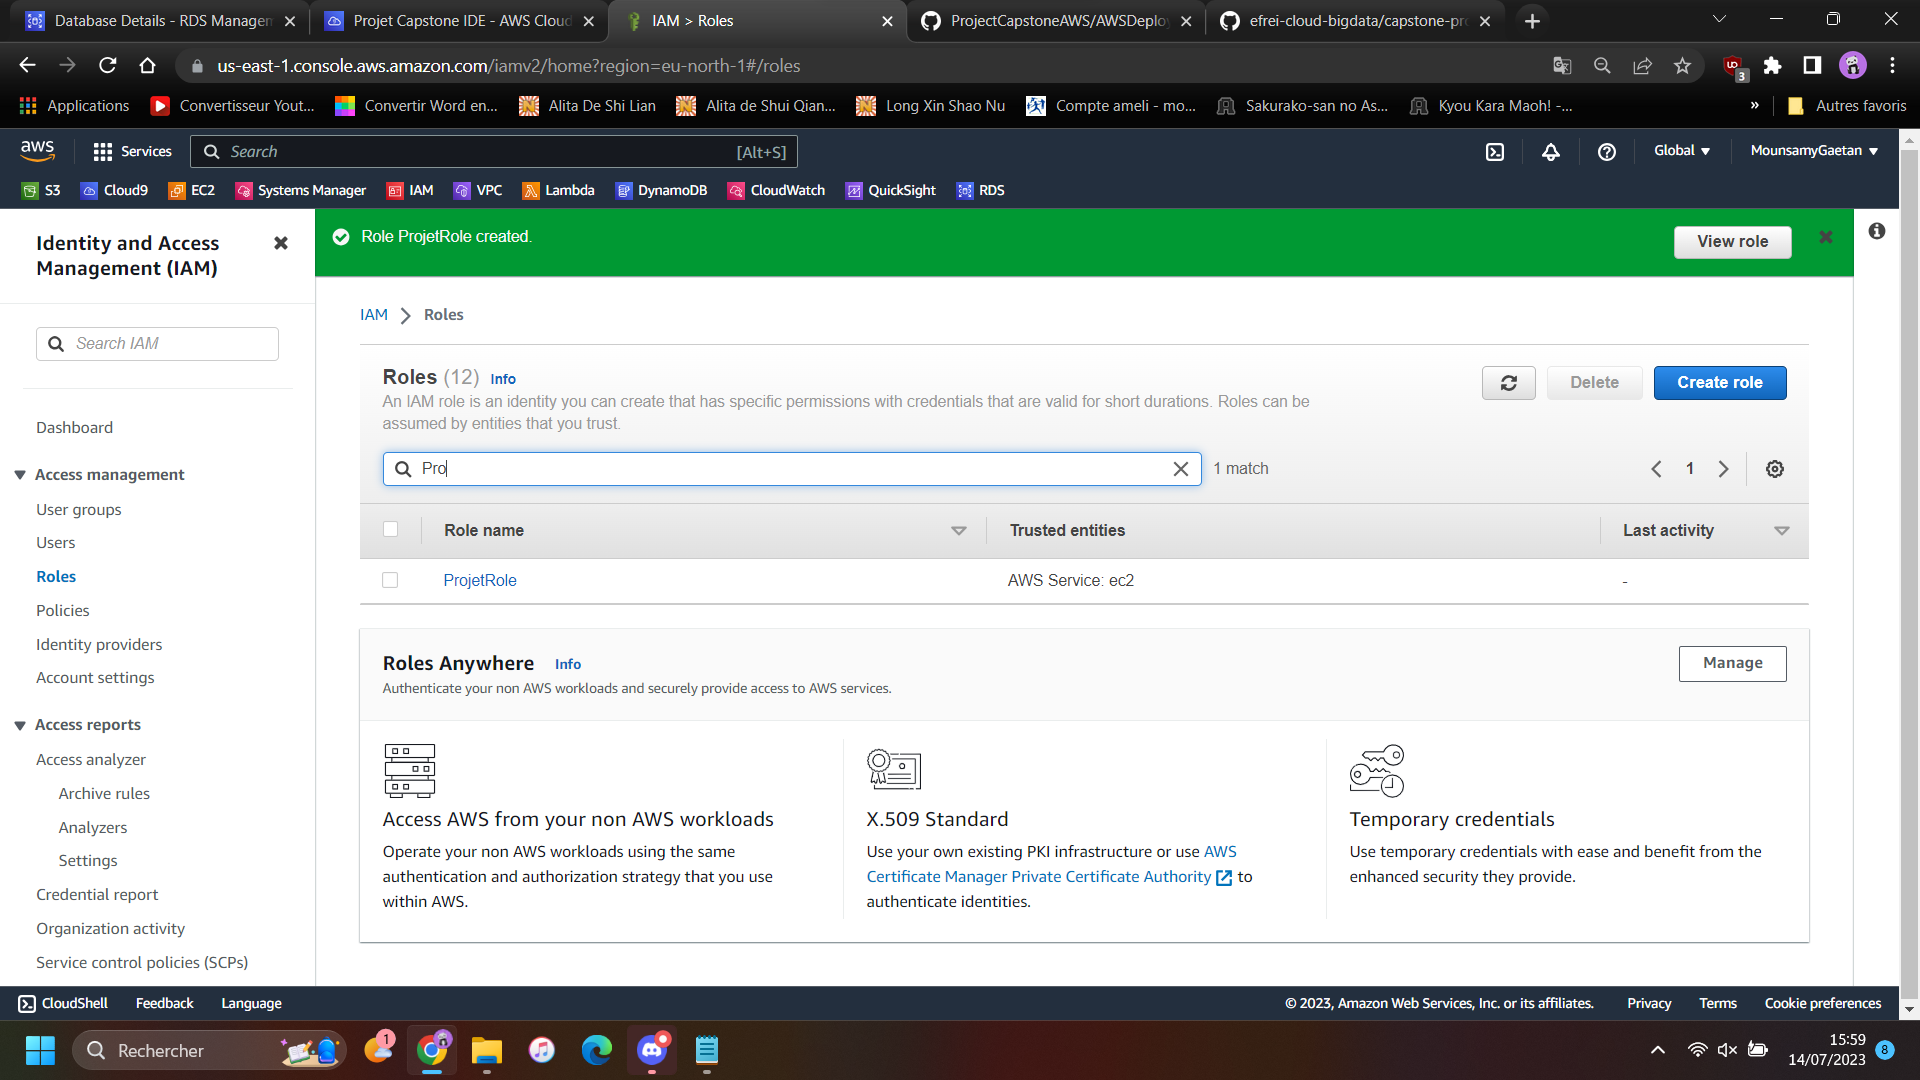 Database Details - RDS Managem
Projet Capstone IDE - AWS Cloud
IAM > Roles
ProjectCapstoneAWS/AWSDeploy
efrei-cloud-bigdata/capstone-pro
us-east-1.console.aws.amazon.com/iamv2/home?region=eu-north-1#/roles
3
Applications
Convertisseur Yout...
Convertir Word en...
Alita De Shi Lian
Alita de Shui Qian...
Long Xin Shao Nu
Compte ameli - mo...
Sakurako-san no As...
Kyou Kara Maoh! -...
»
Autres favoris
aws
Services
Search
[Alt+S]
Global
MounsamyGaetan
S3
Cloud9
EC2
Systems Manager
IAM
VPC
Lambda
DynamoDB
CloudWatch
QuickSight
RDS
Identity and Access
Management (IAM)
Search IAM
Dashboard
Access management
User groups
Users
Roles
Policies
Identity providers
Account settings
Access reports
Access analyzer
Archive rules
Analyzers
Settings
Credential report
Organization activity
Service control policies (SCPs)
Role ProjetRole created.
View role
IAM
Roles
Roles (12) Info
An IAM role is an identity you can create that has specific permissions with credentials that are valid for short durations. Roles can be
assumed by entities that you trust.
Delete
Create role
Pro
1 match
1
Role name
Trusted entities
Last activity
ProjetRole
AWS Service: ec2
-
Roles Anywhere Info
Authenticate your non AWS workloads and securely provide access to AWS services.
Manage
Access AWS from your non AWS workloads
Operate your non AWS workloads using the same
authentication and authorization strategy that you use
within AWS.
X.509 Standard
Use your own existing PKI infrastructure or use AWS
Certificate Manager Private Certificate Authority to
authenticate identities.
Temporary credentials
Use temporary credentials with ease and benefit from the
enhanced security they provide.
CloudShell
Feedback
Language
© 2023, Amazon Web Services, Inc. or its affiliates.
Privacy
Terms
Cookie preferences
Rechercher
1
15:59
14/07/2023
8